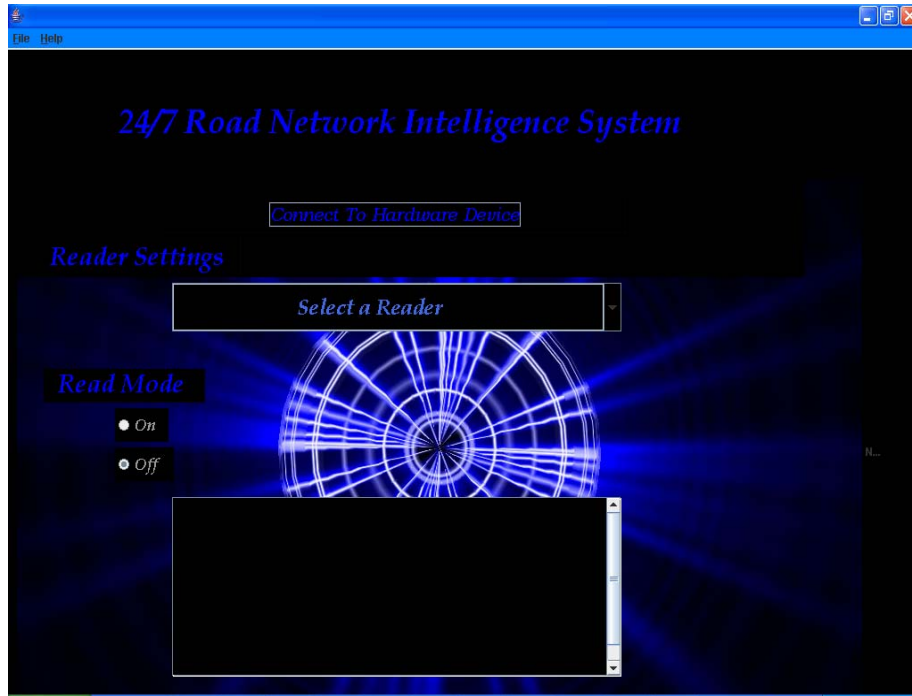 File Help
24/7 Road Network Intelligence System
Connect To Hardware Device
Reader Settings
Select a Reader
Read Mode
On
Off
N...